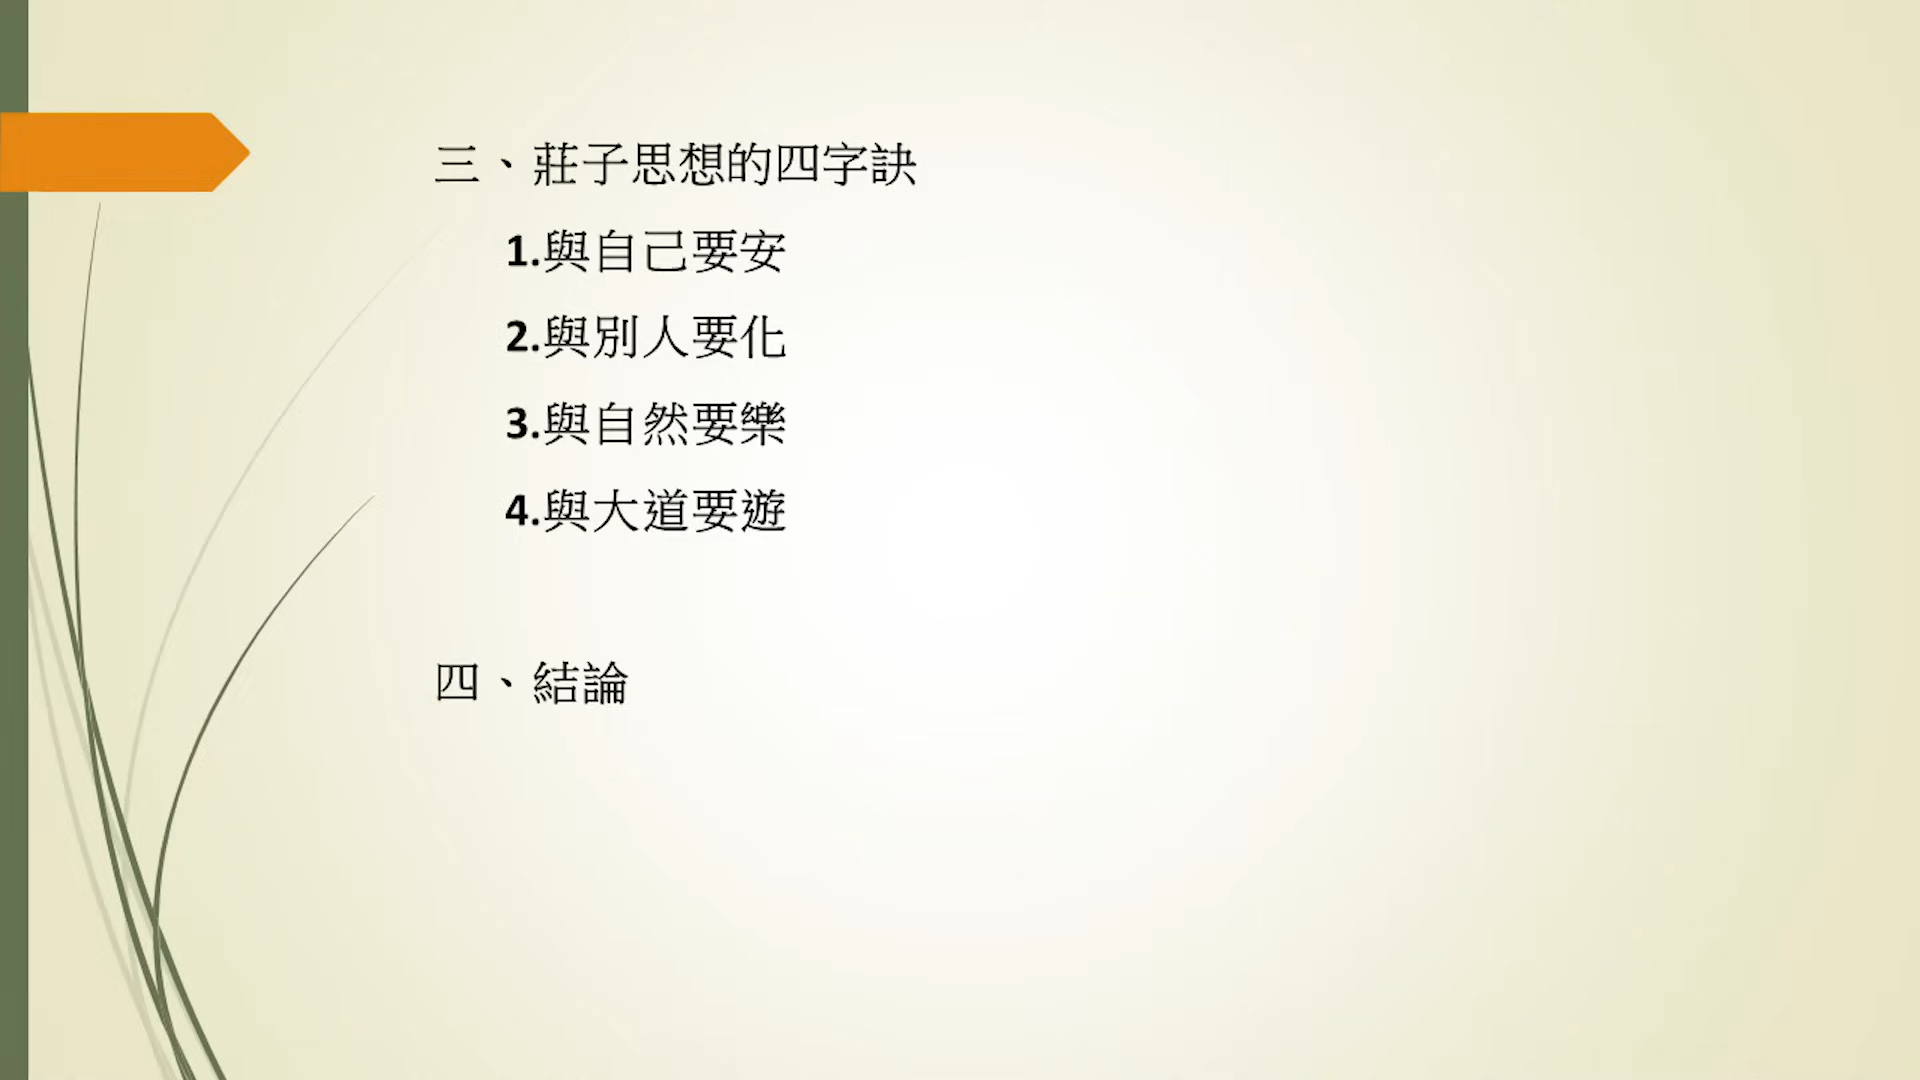 三、莊子思想的四字訣
1.與自己要安
2.與別人要化
3.與自然要樂
4.與大道要遊
四、結論